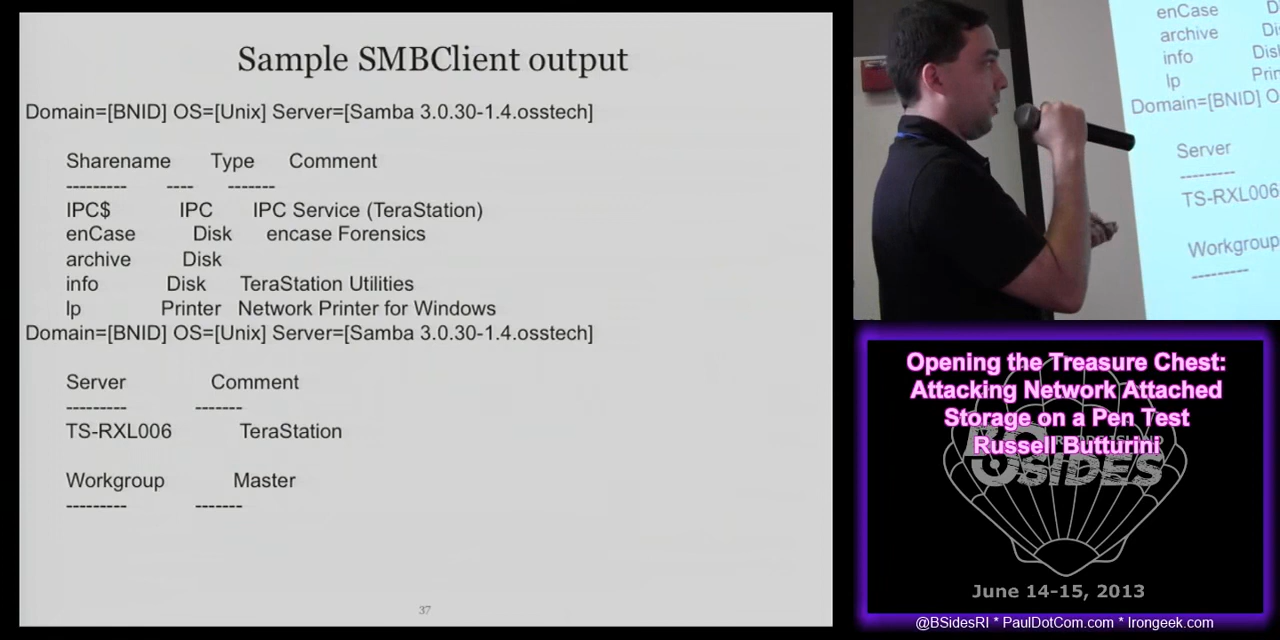 Sample SMBClient output
Domain=[BNID] OS=[Unix] Server=[Samba 3.0.30-1.4.osstech]
Sharename Type Comment
--------- ---- -------
IPC$ IPC IPC Service (TeraStation)
enCase Disk encase Forensics
archive Disk
info Disk TeraStation Utilities
lp Printer Network Printer for Windows
Domain=[BNID] OS=[Unix] Server=[Samba 3.0.30-1.4.osstech]
Server Comment
--------- -------
TS-RXL006 TeraStation
Workgroup Master
--------- -------
37
enCase
archive
info Disk
lp
Domain=[BNID] O
Server
---------
TS-RXL006
Workgroup
---------
Opening the Treasure Chest:
Attacking Network Attached
Storage on a Pen Test
Russell Butturini
BSIDES
June 14-15, 2013
@BSidesRI * PaulDotCom.com * Irongeek.com